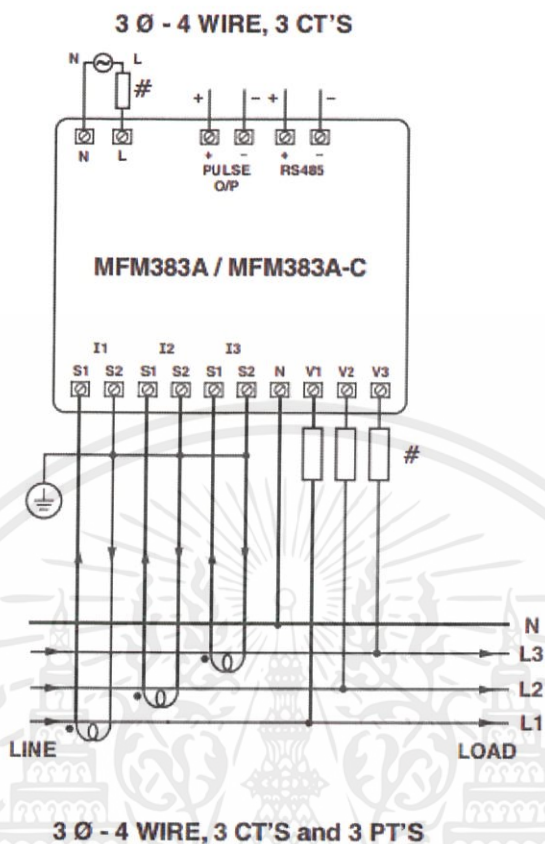 3 Ø - 4 WIRE, 3 CT'S
N L
#
+ - + -
N L + - + -
PULSE O/P RS485
MFM383A / MFM383A-C
I1 I2 I3
S1 S2 S1 S2 S1 S2 N V1 V2 V3
#
N
L3
L2
L1
LINE LOAD
3 Ø - 4 WIRE, 3 CT'S and 3 PT'S